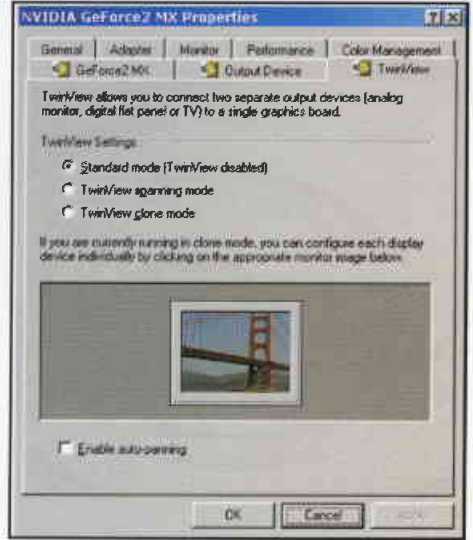 NVIDIA GeForce2 MX Properties
General Adapter Monitor Performance Color Management
GeForce2 MX Output Device TwinView
TwinView allows you to connect two separate output devices (analog
monitor, digital flat panel or TV) to a single graphics board.
TwinView Settings
Standard mode (TwinView disabled)
TwinView spanning mode
TwinView clone mode
If you are currently running in clone mode, you can configure each display
device individually by clicking on the appropriate monitor image below.
Enable auto-panning
OK Cancel Apply